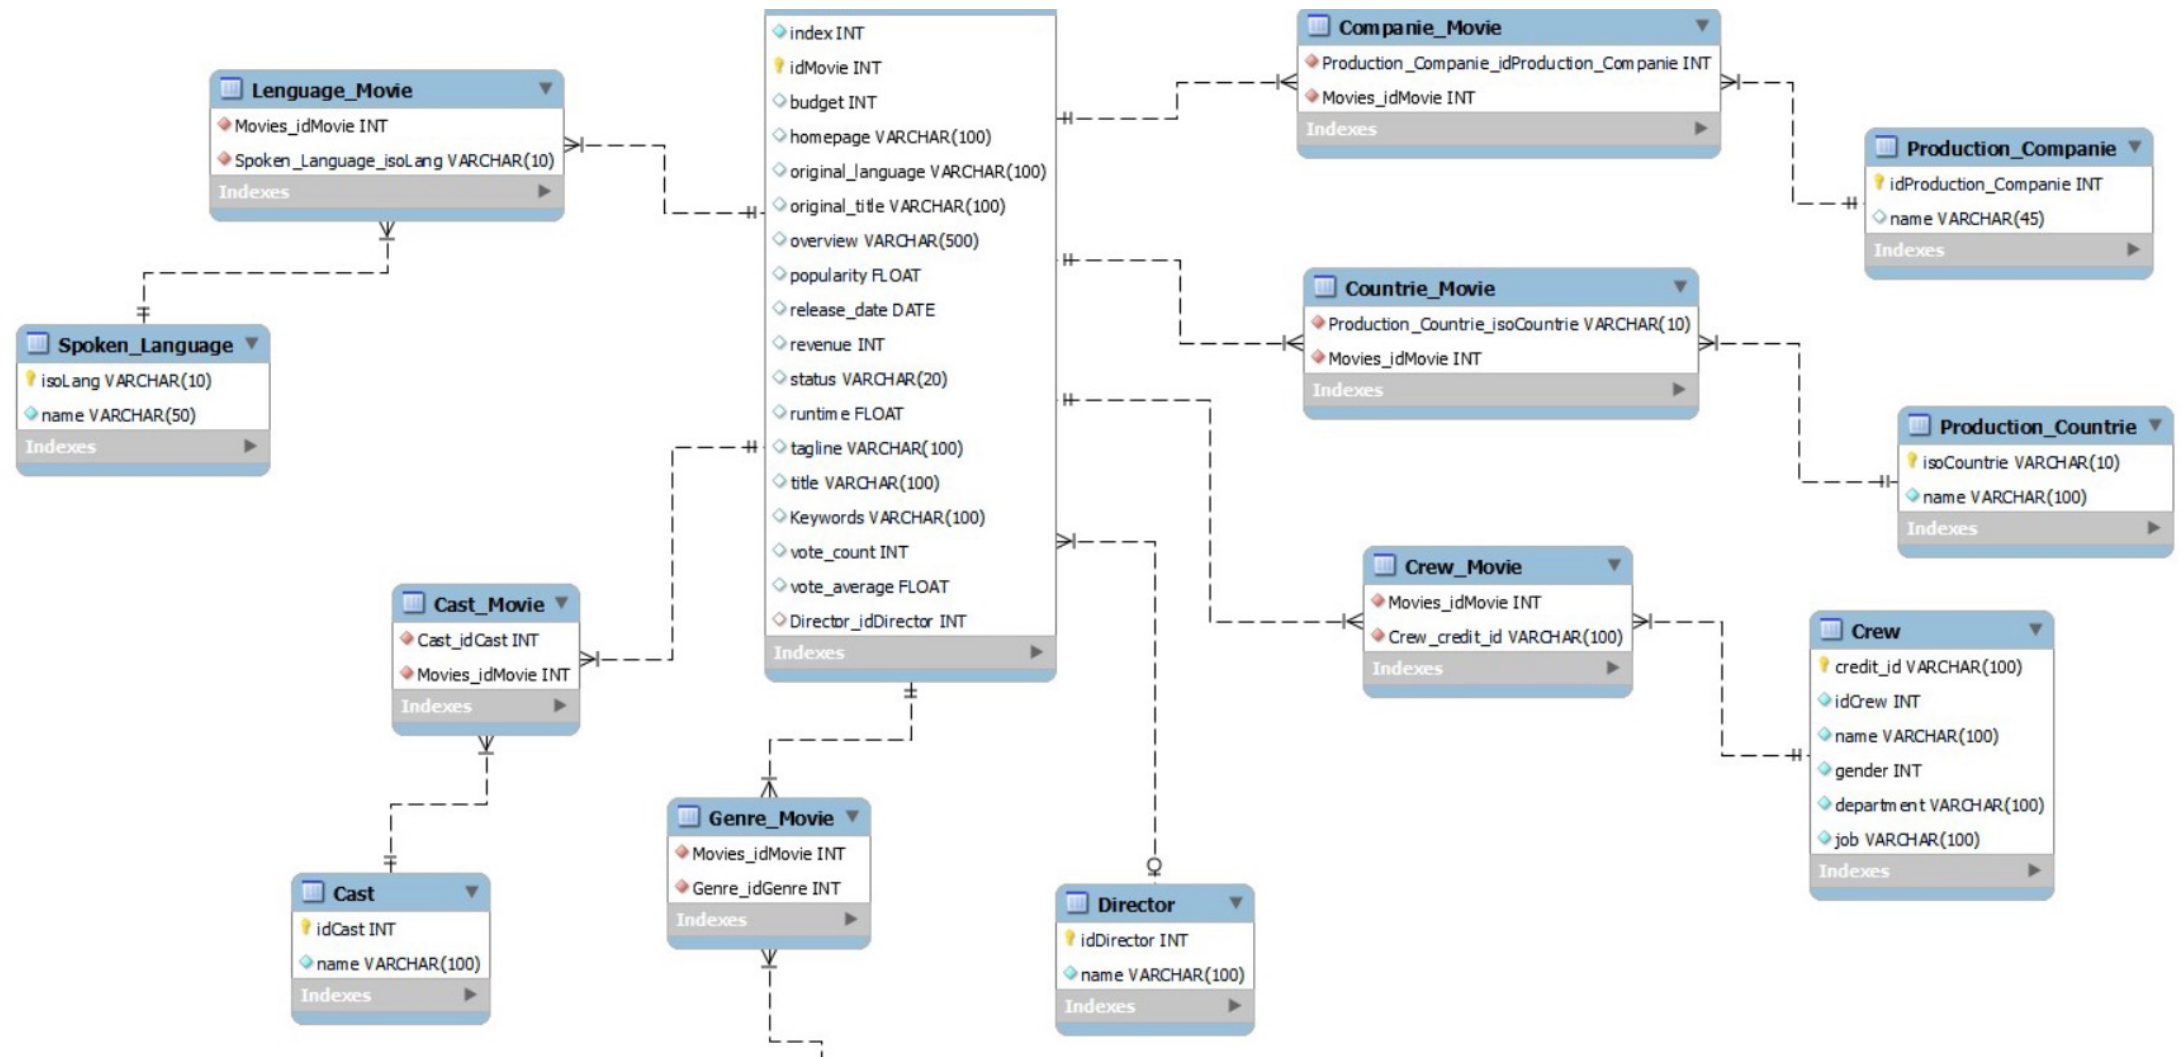 Lenguage_Movie
Movies_idMovie INT
Spoken_Language_isoLang VARCHAR(10)
Indexes
Spoken_Language
isoLang VARCHAR(10)
name VARCHAR(50)
Indexes
index INT
idMovie INT
budget INT
homepage VARCHAR(100)
original_language VARCHAR(100)
original_title VARCHAR(100)
overview VARCHAR(500)
popularity FLOAT
release_date DATE
revenue INT
status VARCHAR(20)
runtime FLOAT
tagline VARCHAR(100)
title VARCHAR(100)
Keywords VARCHAR(100)
vote_count INT
vote_average FLOAT
Director_idDirector INT
Indexes
Companie_Movie
Production_Companie_idProduction_Companie INT
Movies_idMovie INT
Indexes
Production_Companie
idProduction_Companie INT
name VARCHAR(45)
Indexes
Countrie_Movie
Production_Countrie_isoCountrie VARCHAR(10)
Movies_idMovie INT
Indexes
Production_Countrie
isoCountrie VARCHAR(10)
name VARCHAR(100)
Indexes
Crew_Movie
Movies_idMovie INT
Crew_credit_id VARCHAR(100)
Indexes
Crew
credit_id VARCHAR(100)
idCrew INT
name VARCHAR(100)
gender INT
department VARCHAR(100)
job VARCHAR(100)
Indexes
Cast_Movie
Cast_idCast INT
Movies_idMovie INT
Indexes
Cast
idCast INT
name VARCHAR(100)
Indexes
Genre_Movie
Movies_idMovie INT
Genre_idGenre INT
Indexes
Director
idDirector INT
name VARCHAR(100)
Indexes